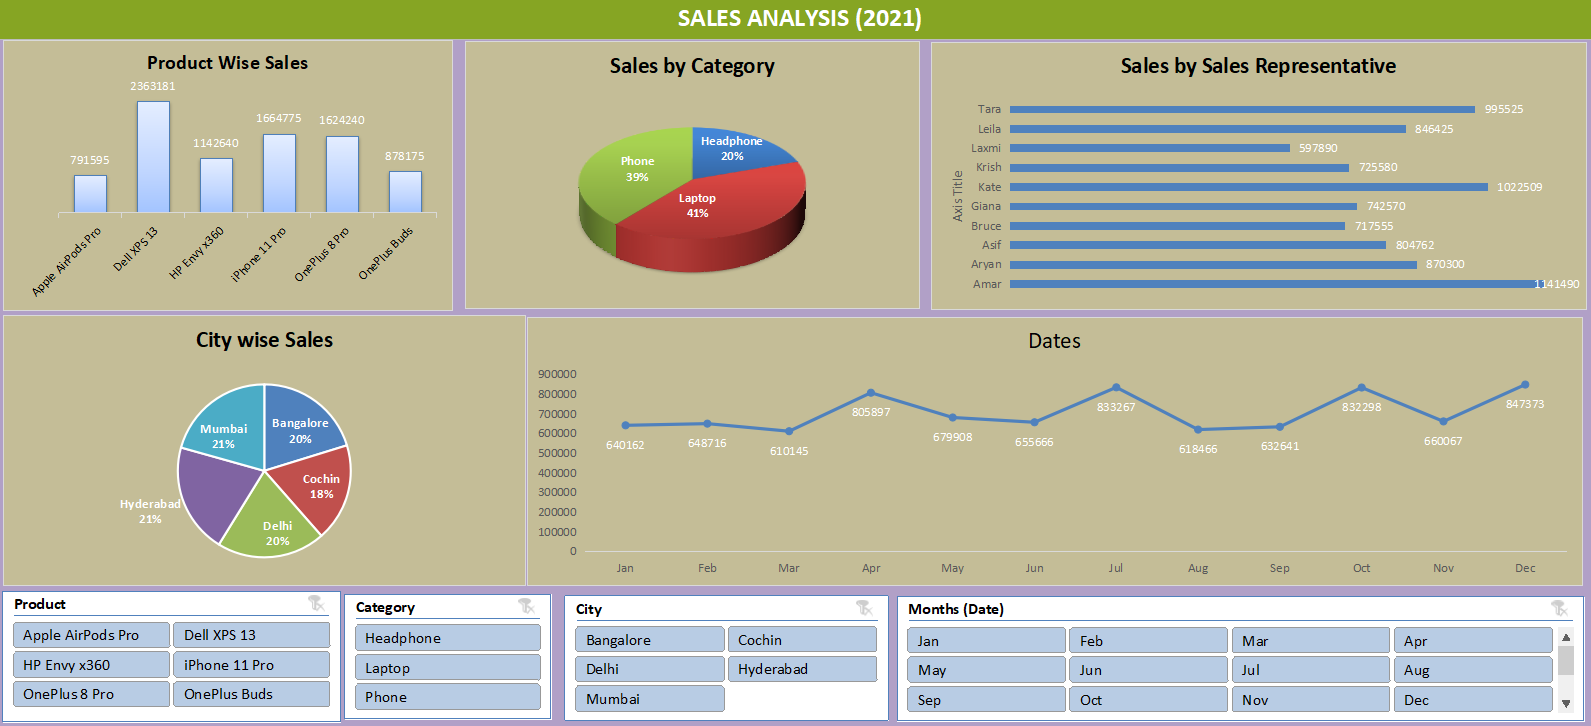 SALES ANALYSIS (2021)
Product Wise Sales
2363181
1664775
1624240
1142640
878175
791595
Apple AirPods Pro
Dell XPS 13
HP Envy x360
iPhone 11 Pro
OnePlus 8 Pro
OnePlus Buds
Sales by Category
Headphone
20%
Phone
39%
Laptop
41%
Sales by Sales Representative
Axis Title
Tara 995525
Leila 846425
Laxmi 597890
Krish 725580
Kate 1022509
Giana 742570
Bruce 717555
Asif 804762
Aryan 870300
Amar 1141490
City wise Sales
Bangalore
20%
Mumbai
21%
Cochin
18%
Hyderabad
21%
Delhi
20%
Dates
900000
800000
700000
600000
500000
400000
300000
200000
100000
0
640162
648716
610145
805897
679908
655666
833267
618466
632641
832298
660067
847373
Jan Feb Mar Apr May Jun Jul Aug Sep Oct Nov Dec
Product
Apple AirPods Pro Dell XPS 13
HP Envy x360 iPhone 11 Pro
OnePlus 8 Pro OnePlus Buds
Category
Headphone
Laptop
Phone
City
Bangalore Cochin
Delhi Hyderabad
Mumbai
Months (Date)
Jan Feb Mar Apr
May Jun Jul Aug
Sep Oct Nov Dec